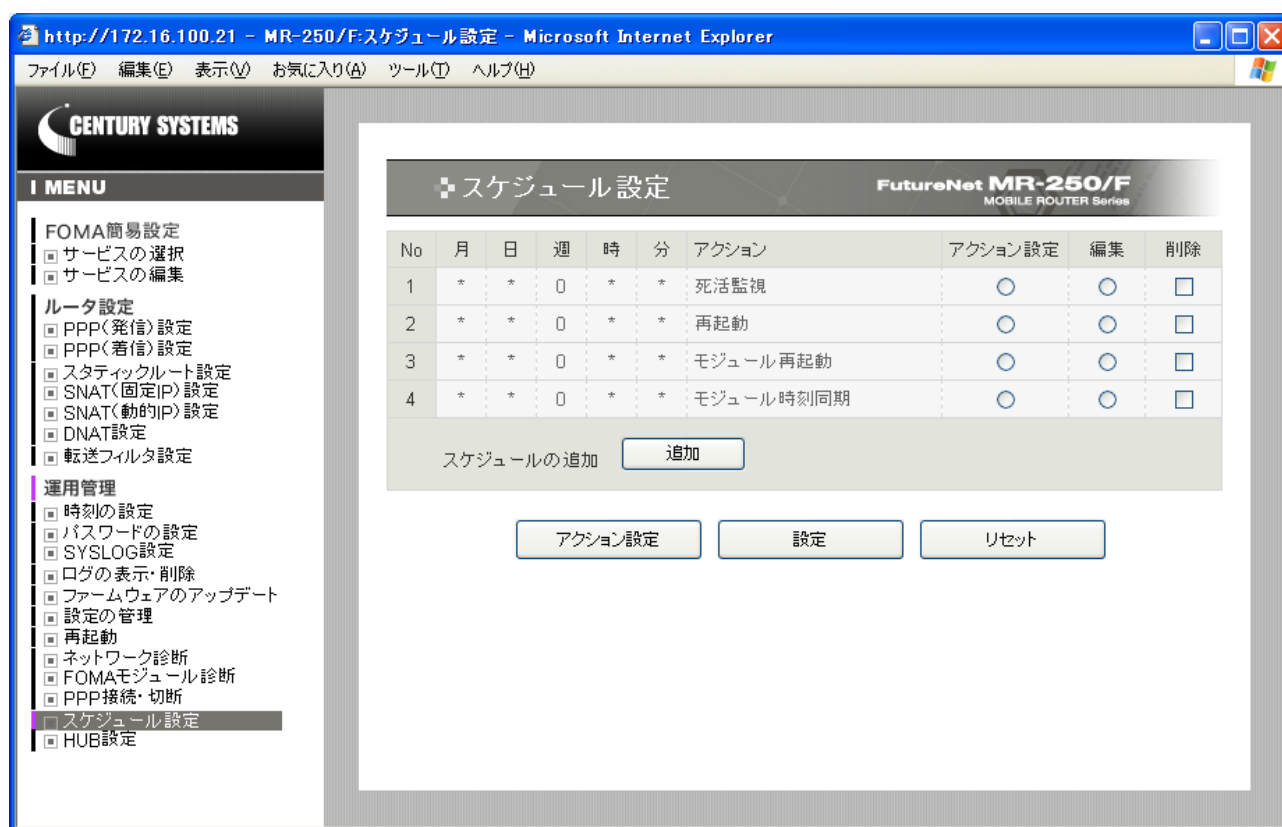 http://172.16.100.21 - MR-250/F:スケジュール設定 - Microsoft Internet Explorer
ファイル(F) 編集(E) 表示(V) お気に入り(A) ツール(T) ヘルプ(H)
CENTURY SYSTEMS
MENU
FOMA簡易設定
サービスの選択
サービスの編集
ルータ設定
PPP(発信)設定
PPP(着信)設定
スタティックルート設定
SNAT(固定IP)設定
SNAT(動的IP)設定
DNAT設定
転送フィルタ設定
運用管理
時刻の設定
パスワードの設定
SYSLOG設定
ログの表示・削除
ファームウェアのアップデート
設定の管理
再起動
ネットワーク診断
FOMAモジュール診断
PPP接続・切断
スケジュール設定
HUB設定
スケジュール設定
FutureNet MR-250/F
MOBILE ROUTER Series
No 月 日 週 時 分 アクション アクション設定 編集 削除
1 * * 0 * * 死活監視
2 * * 0 * * 再起動
3 * * 0 * * モジュール再起動
4 * * 0 * * モジュール時刻同期
スケジュールの追加 追加
アクション設定 設定 リセット